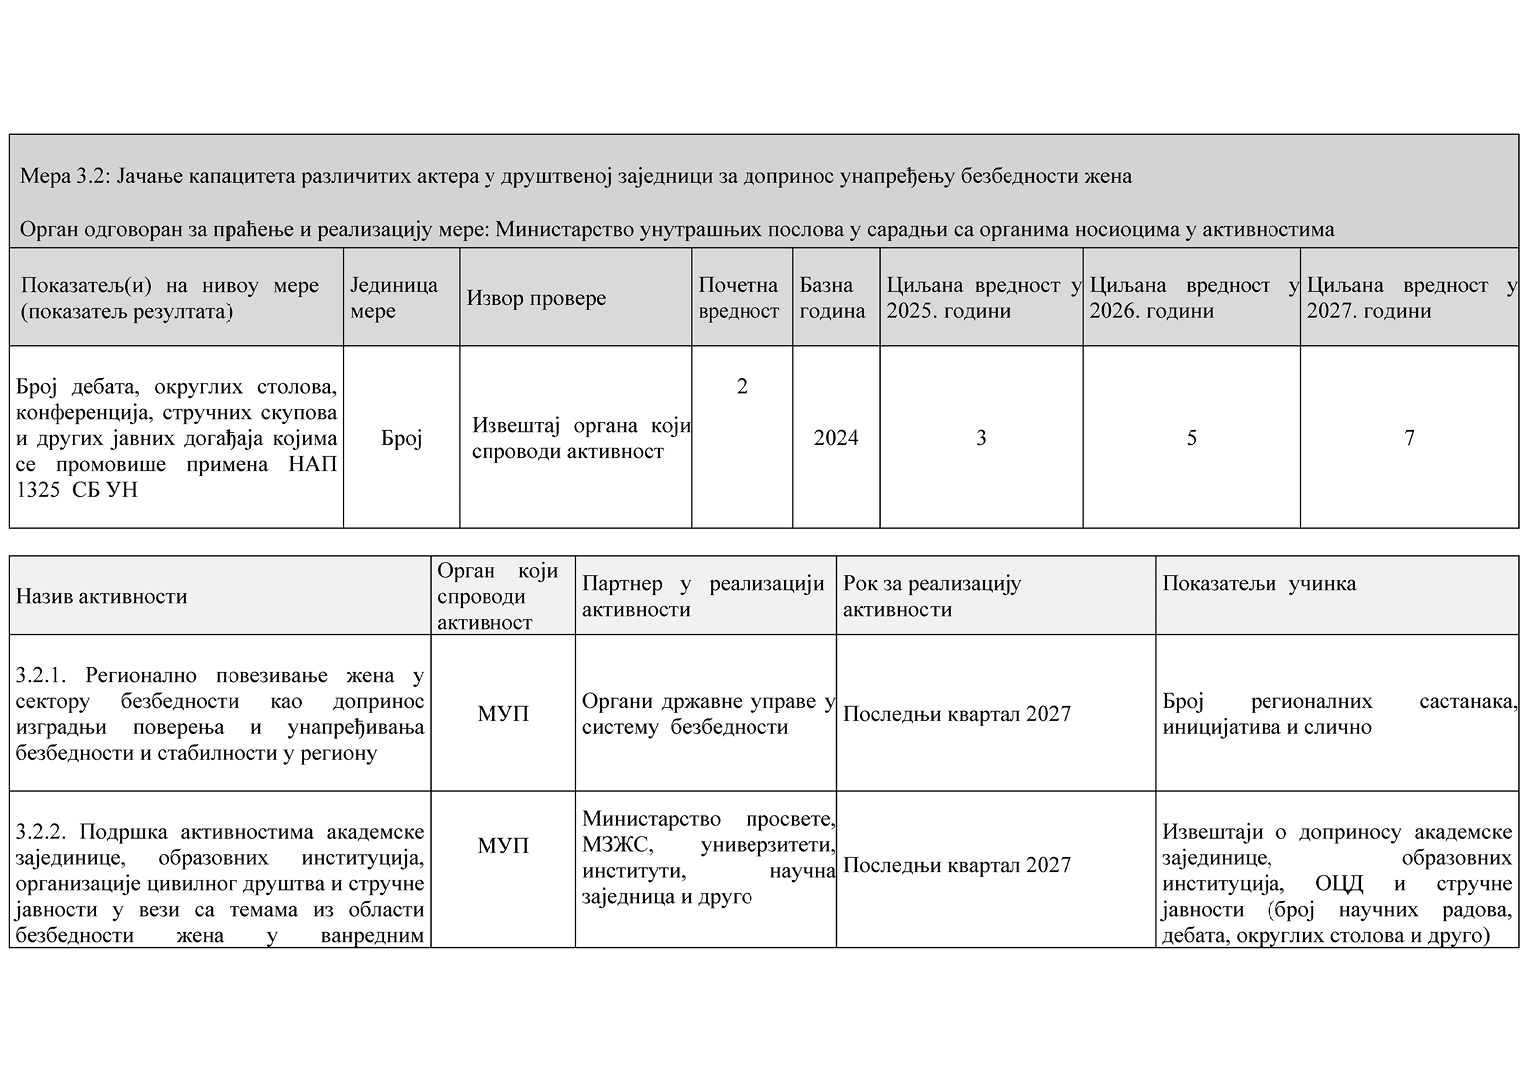 Мера 3.2: Јачање капацитета различитих актера у друштвеној заједници за допринос унапређењу безбедности жена
Орган одговоран за праћење и реализацију мере: Министарство унутрашњих послова у сарадњи са органима носиоцима у активностима
Показатељ(и) на нивоу мере
(показатељ резултата)
Јединица
мере
Извор провере
Почетна
вредност
Базна
година
Циљана вредност у
2025. години
Циљана вредност у
2026. години
Циљана вредност у
2027. години
Број дебата, округлих столова,
конференција, стручних скупова
и других јавних догађаја којима
се промовише примена НАП
1325 СБ УН
Број
Извештај органа који
спроводи активност
2
2024
3
5
7
Назив активности
Орган који
спроводи
активност
Партнер у реализацији
активности
Рок за реализацију
активности
Показатељи учинка
3.2.1. Регионално повезивање жена у
сектору безбедности као допринос
изградњи поверења и унапређивања
безбедности и стабилности у региону
МУП
Органи државне управе у
систему безбедности
Последњи квартал 2027
Број регионалних састанака,
иницијатива и слично
3.2.2. Подршка активностима академске
заједнице, образовних институција,
организације цивилног друштва и стручне
јавности у вези са темама из области
безбедности жена у ванредним
МУП
Министарство просвете,
МЗЖС, универзитети,
институти, научна
заједница и друго
Последњи квартал 2027
Извештаји о доприносу академске
заједнице, образовних
институција, ОЦД и стручне
јавности (број научних радова,
дебата, округлих столова и друго)